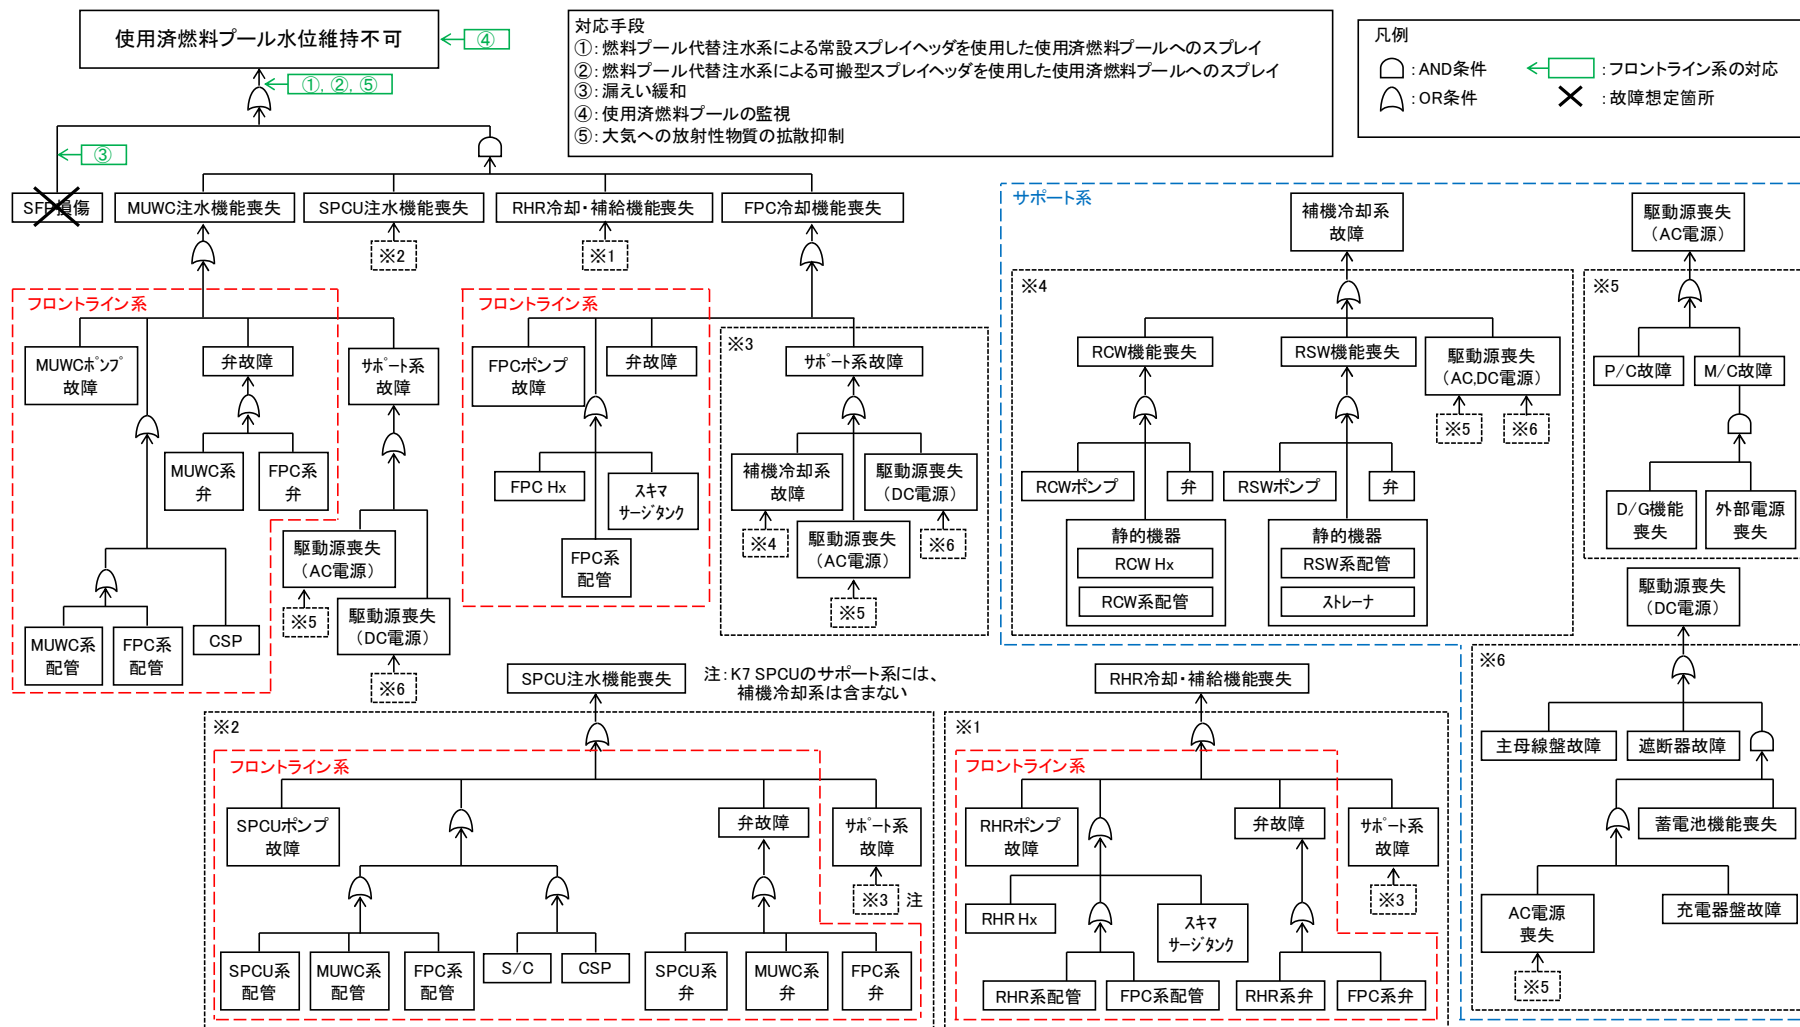 使用済燃料プール水位維持不可
④
①, ②, ⑤
③
対応手段
①：燃料プール代替注水系による常設スプレイヘッダを使用した使用済燃料プールへのスプレイ
②：燃料プール代替注水系による可搬型スプレイヘッダを使用した使用済燃料プールへのスプレイ
③：漏えい緩和
④：使用済燃料プールの監視
⑤：大気への放射性物質の拡散抑制
凡例
：AND条件
：フロントライン系の対応
：OR条件
：故障想定箇所
SFP損傷
MUWC注水機能喪失
SPCU注水機能喪失
RHR冷却・補給機能喪失
FPC冷却機能喪失
※2
※1
フロントライン系
MUWCﾎﾟﾝﾌﾟ
故障
弁故障
ｻﾎﾟｰﾄ系
故障
MUWC系
弁
FPC系
弁
駆動源喪失
（AC電源）
※5
駆動源喪失
（DC電源）
※6
MUWC系
配管
FPC系
配管
CSP
フロントライン系
FPCポンプ
故障
弁故障
FPC Hx
ｽｷﾏ
ｻｰｼﾞﾀﾝｸ
FPC系
配管
※3
ｻﾎﾟｰﾄ系故障
補機冷却系
故障
※4
駆動源喪失
（DC電源）
※6
駆動源喪失
（AC電源）
※5
サポート系
補機冷却系
故障
※4
RCW機能喪失
RSW機能喪失
駆動源喪失
（AC,DC電源）
※5
※6
RCWポンプ
弁
RSWポンプ
弁
静的機器
RCW Hx
RCW系配管
静的機器
RSW系配管
ｽﾄﾚｰﾅ
駆動源喪失
（AC電源）
※5
P/C故障
M/C故障
D/G機能
喪失
外部電源
喪失
駆動源喪失
（DC電源）
※6
主母線盤故障
遮断器故障
蓄電池機能喪失
AC電源
喪失
充電器盤故障
※5
SPCU注水機能喪失
注：K7 SPCUのサポート系には、
補機冷却系は含まない
※2
フロントライン系
SPCUポンプ
故障
弁故障
ｻﾎﾟｰﾄ系
故障
※3
注
SPCU系
配管
MUWC系
配管
FPC系
配管
S/C
CSP
SPCU系
弁
MUWC系
弁
FPC系
弁
RHR冷却・補給機能喪失
※1
フロントライン系
RHRポンプ
故障
弁故障
ｻﾎﾟｰﾄ系
故障
※3
RHR Hx
ｽｷﾏ
ｻｰｼﾞﾀﾝｸ
RHR系配管
FPC系配管
RHR系弁
FPC系弁